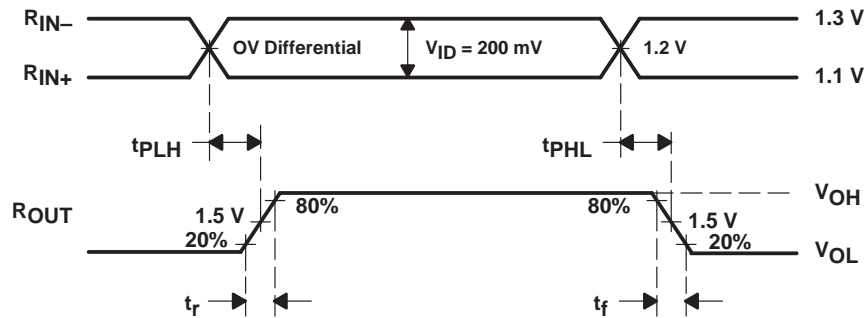 RIN–
OV Differential
VID = 200 mV
1.2 V
1.3 V
RIN+
1.1 V
tPLH
tPHL
ROUT
80%
80%
VOH
1.5 V
1.5 V
20%
20%
VOL
tr
tf